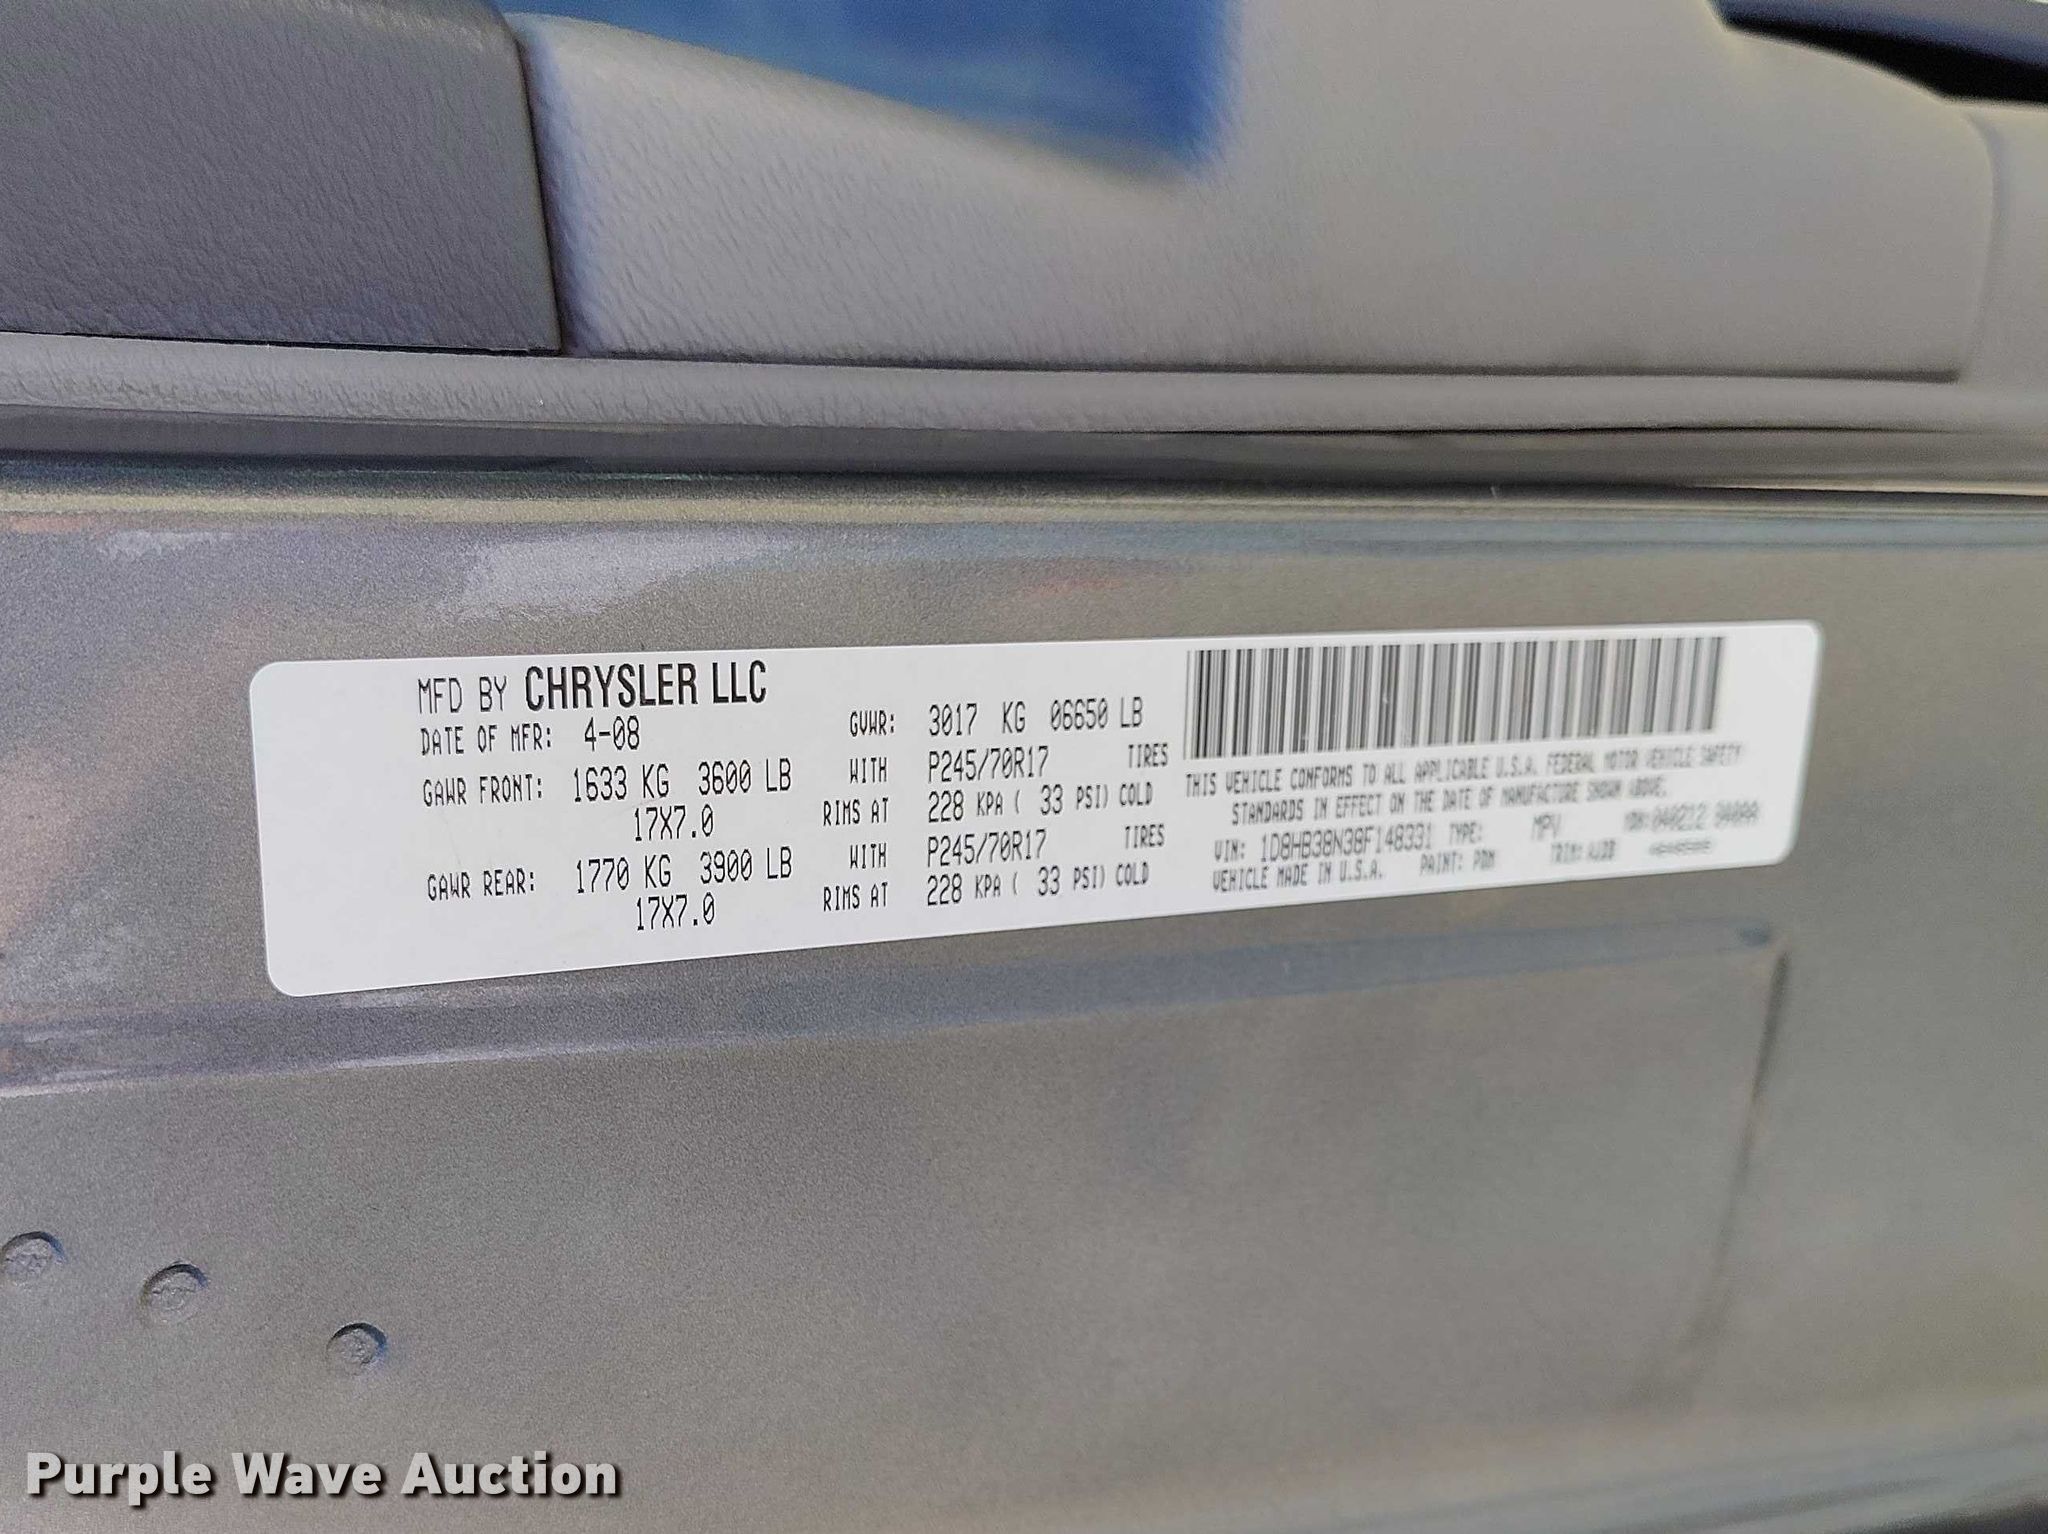 MFD BY CHRYSLER LLC
DATE OF MFR: 4-08 GVWR: 3017 KG 06650 LB
GAWR FRONT: 1633 KG 3600 LB WITH P245/70R17 TIRES
17X7.0 RIMS AT 228 KPA ( 33 PSI) COLD
GAWR REAR: 1770 KG 3900 LB WITH P245/70R17 TIRES
17X7.0 RIMS AT 228 KPA ( 33 PSI) COLD
THIS VEHICLE CONFORMS TO ALL APPLICABLE U.S.A. FEDERAL MOTOR VEHICLE SAFETY
STANDARDS IN EFFECT ON THE DATE OF MANUFACTURE SHOWN ABOVE.
VIN: 1D8HB38N38F148331 TYPE: MPV
VEHICLE MADE IN U.S.A. PAINT: PDM TRIM:
Purple Wave Auction